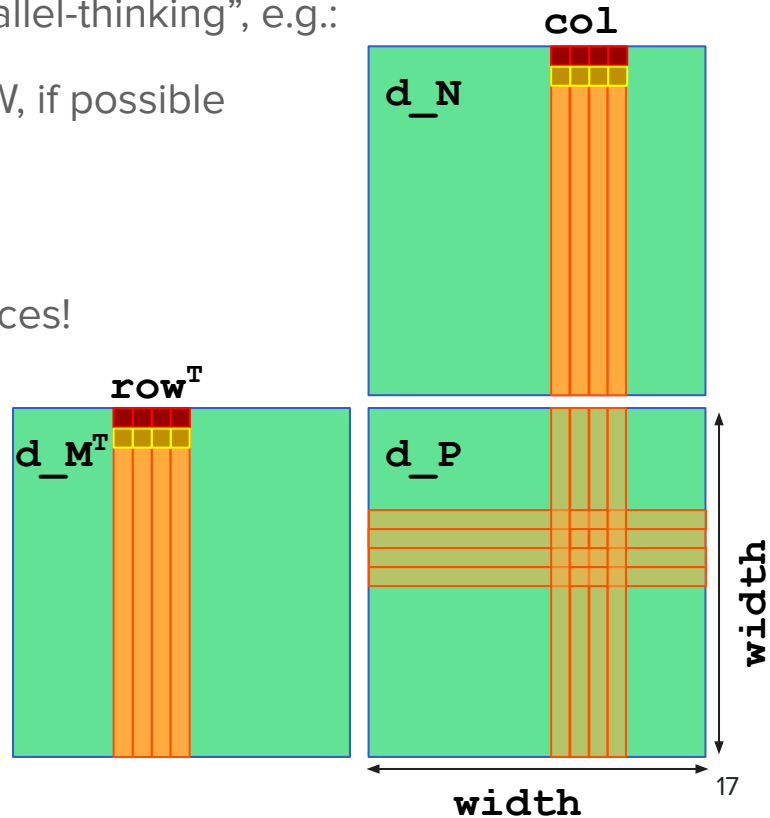 allel-thinking”, e.g.:
W, if possible
ces!
col
d_N
rowᵀ
d_Mᵀ
d_P
width
width
17